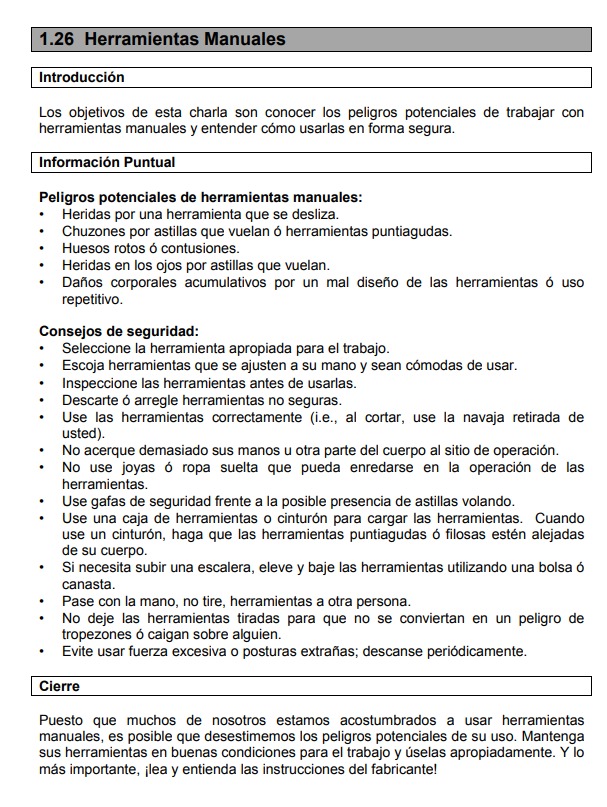 1.26 Herramientas Manuales
Introducción
Los objetivos de esta charla son conocer los peligros potenciales de trabajar con
herramientas manuales y entender cómo usarlas en forma segura.
Información Puntual
Peligros potenciales de herramientas manuales:
• Heridas por una herramienta que se desliza.
• Chuzones por astillas que vuelan ó herramientas puntiagudas.
• Huesos rotos ó contusiones.
• Heridas en los ojos por astillas que vuelan.
• Daños corporales acumulativos por un mal diseño de las herramientas ó uso
repetitivo.
Consejos de seguridad:
• Seleccione la herramienta apropiada para el trabajo.
• Escoja herramientas que se ajusten a su mano y sean cómodas de usar.
• Inspeccione las herramientas antes de usarlas.
• Descarte ó arregle herramientas no seguras.
• Use las herramientas correctamente (i.e., al cortar, use la navaja retirada de
usted).
• No acerque demasiado sus manos u otra parte del cuerpo al sitio de operación.
• No use joyas ó ropa suelta que pueda enredarse en la operación de las
herramientas.
• Use gafas de seguridad frente a la posible presencia de astillas volando.
• Use una caja de herramientas o cinturón para cargar las herramientas. Cuando
use un cinturón, haga que las herramientas puntiagudas ó filosas estén alejadas
de su cuerpo.
• Si necesita subir una escalera, eleve y baje las herramientas utilizando una bolsa ó
canasta.
• Pase con la mano, no tire, herramientas a otra persona.
• No deje las herramientas tiradas para que no se conviertan en un peligro de
tropezones ó caigan sobre alguien.
• Evite usar fuerza excesiva o posturas extrañas; descanse periódicamente.
Cierre
Puesto que muchos de nosotros estamos acostumbrados a usar herramientas
manuales, es posible que desestimemos los peligros potenciales de su uso. Mantenga
sus herramientas en buenas condiciones para el trabajo y úselas apropiadamente. Y lo
más importante, ¡lea y entienda las instrucciones del fabricante!